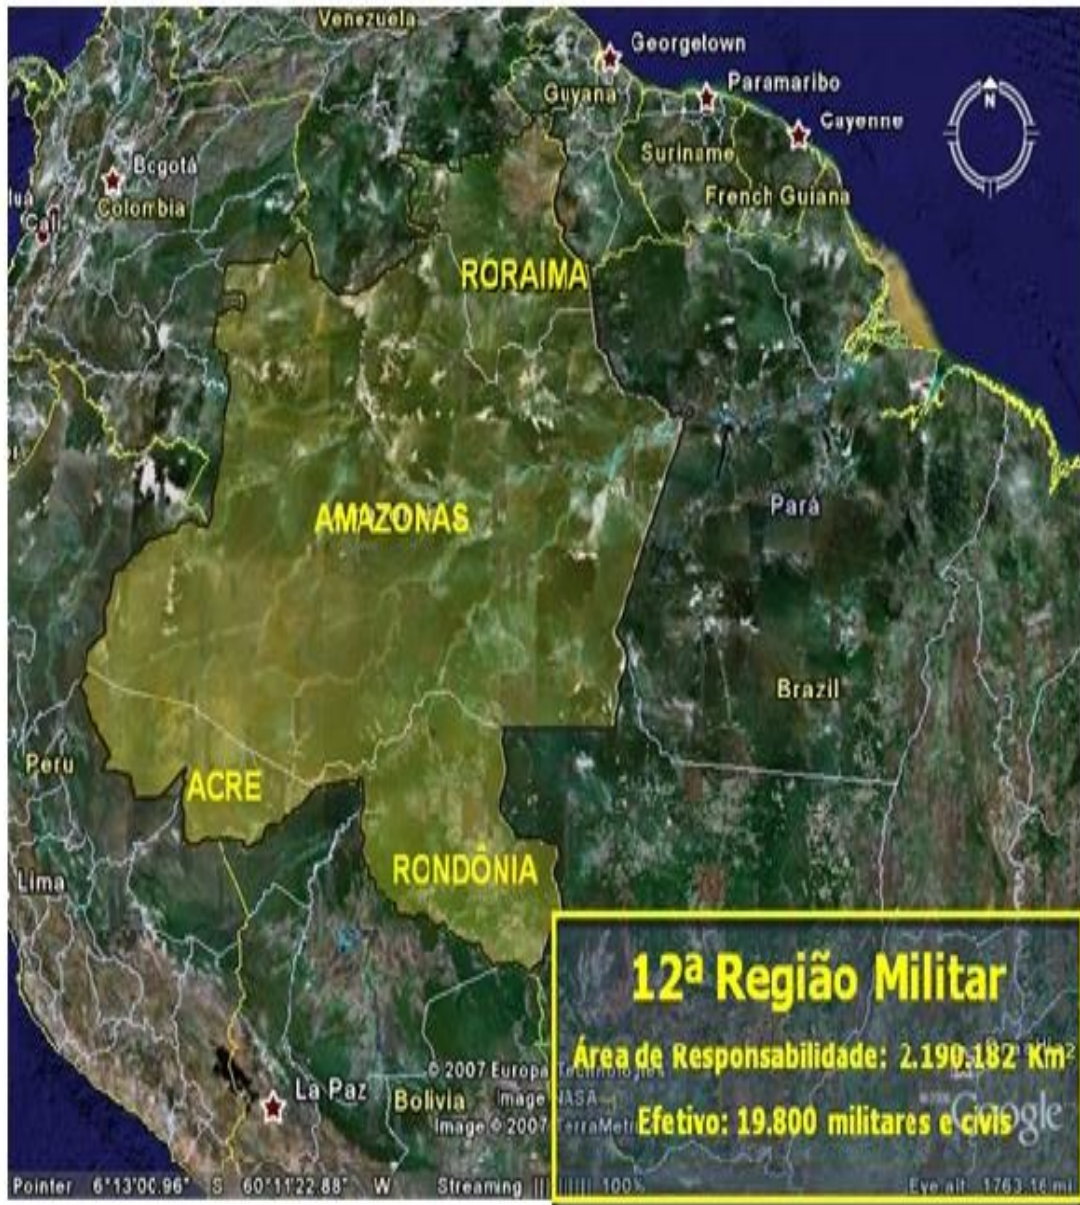 Venezuela
Georgetown
Paramaribo
Guyana
Cayenne
N
Suriname
Bogotá
French Guiana
Colombia
Cali
RORAIMA
AMAZONAS
Pará
Brazil
Peru
ACRE
RONDÔNIA
Lima
12ª Região Militar
Área de Responsabilidade: 2.190.182 Km²
© 2007 Europa Technologies
La Paz
Bolivia
Image NASA
Efetivo: 19.800 militares e civis
Google
Image © 2007 TerraMetrics
Pointer 6°13'00.96" S 60°11'22.88" W Streaming ||||||||| 100% Eye alt 1763.16 mi